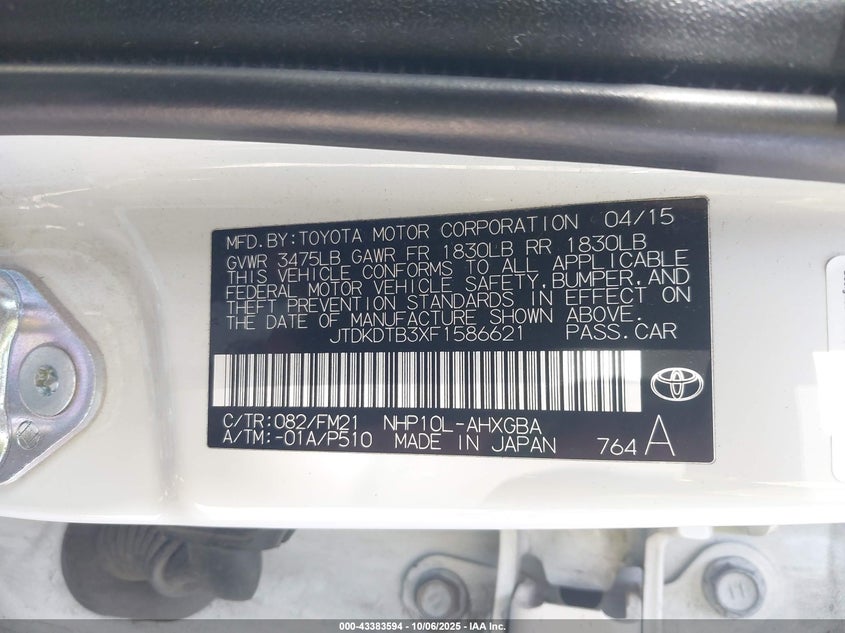 MFD.BY:TOYOTA MOTOR CORPORATION 04/15
GVWR 3475LB GAWR FR 1830LB RR 1830LB
THIS VEHICLE CONFORMS TO ALL APPLICABLE
FEDERAL MOTOR VEHICLE SAFETY,BUMPER,AND
THEFT PREVENTION STANDARDS IN EFFECT ON
THE DATE OF MANUFACTURE SHOWN ABOVE.
JTDKDTB3XF1586621 PASS.CAR
C/TR:082/FM21 NHP10L-AHXGBA
A/TM:-01A/P510 MADE IN JAPAN 764 A
000-43383594 - 10/06/2025 - IAA Inc.